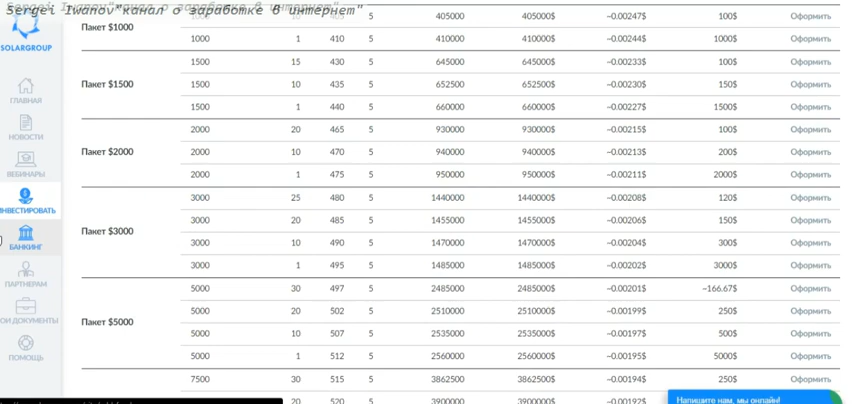 Sergei Iwanov"канал о заработке в интернет"
SOLARGROUP
ГЛАВНАЯ
НОВОСТИ
ВЕБИНАРЫ
ИНВЕСТИРОВАТЬ
БАНКИНГ
ПАРТНЕРАМ
ОИ ДОКУМЕНТЫ
ПОМОЩЬ
Пакет $1000
1000 10 405 5 405000 405000$ ~0.00247$ 100$ Оформить
1000 1 410 5 410000 410000$ ~0.00244$ 1000$ Оформить
Пакет $1500
1500 15 430 5 645000 645000$ ~0.00233$ 100$ Оформить
1500 10 435 5 652500 652500$ ~0.00230$ 150$ Оформить
1500 1 440 5 660000 660000$ ~0.00227$ 1500$ Оформить
Пакет $2000
2000 20 465 5 930000 930000$ ~0.00215$ 100$ Оформить
2000 10 470 5 940000 940000$ ~0.00213$ 200$ Оформить
2000 1 475 5 950000 950000$ ~0.00211$ 2000$ Оформить
Пакет $3000
3000 25 480 5 1440000 1440000$ ~0.00208$ 120$ Оформить
3000 20 485 5 1455000 1455000$ ~0.00206$ 150$ Оформить
3000 10 490 5 1470000 1470000$ ~0.00204$ 300$ Оформить
3000 1 495 5 1485000 1485000$ ~0.00202$ 3000$ Оформить
Пакет $5000
5000 30 497 5 2485000 2485000$ ~0.00201$ ~166.67$ Оформить
5000 20 502 5 2510000 2510000$ ~0.00199$ 250$ Оформить
5000 10 507 5 2535000 2535000$ ~0.00197$ 500$ Оформить
5000 1 512 5 2560000 2560000$ ~0.00195$ 5000$ Оформить
7500 30 515 5 3862500 3862500$ ~0.00194$ 250$ Оформить
20 520 5 3900000 3900000$ ~0.00192$
Напишите нам, мы онлайн!